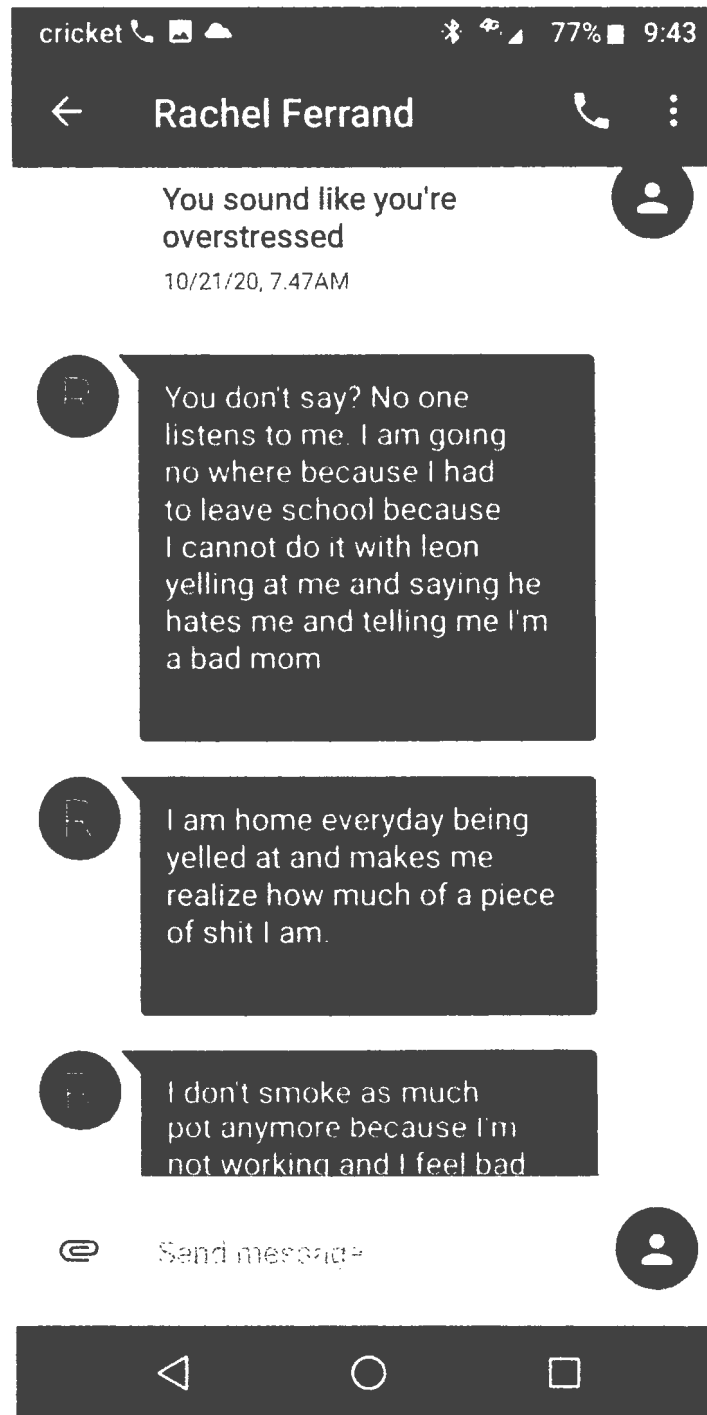 cricket 4G 77% 9:43
Rachel Ferrand
You sound like you're
overstressed
10/21/20, 7:47AM
R
You don't say? No one
listens to me. I am going
no where because I had
to leave school because
I cannot do it with leon
yelling at me and saying he
hates me and telling me I'm
a bad mom
R
I am home everyday being
yelled at and makes me
realize how much of a piece
of shit I am.
R
I don't smoke as much
pot anymore because I'm
not working and I feel bad
Send message